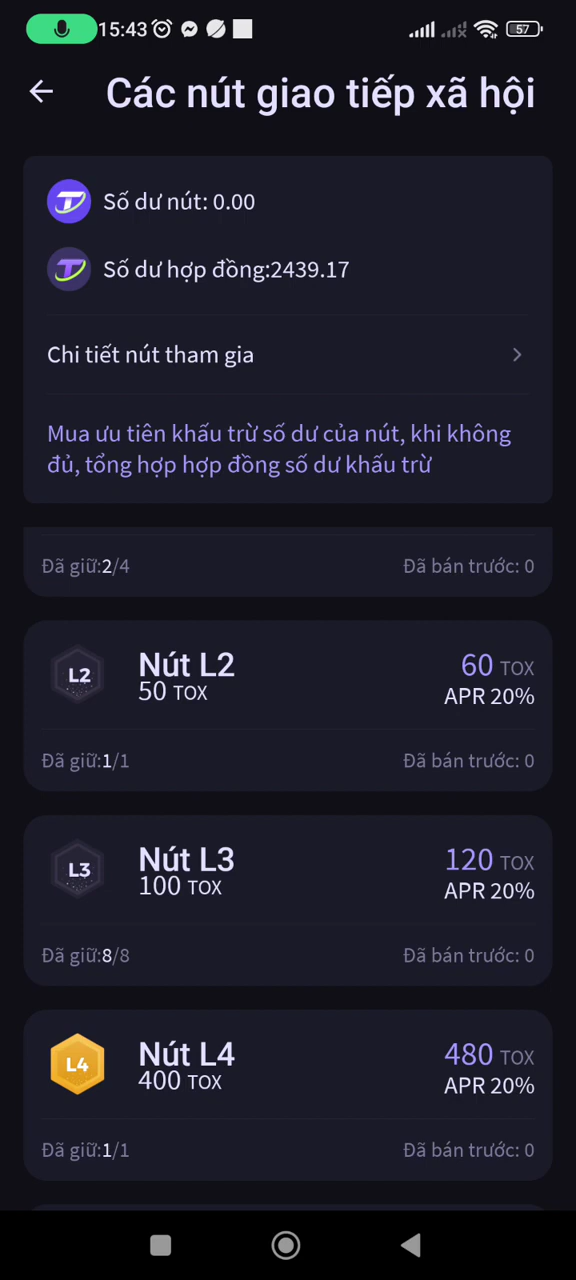 15:43
57
Các nút giao tiếp xã hội
Số dư nút: 0.00
Số dư hợp đồng:2439.17
Chi tiết nút tham gia
Mua ưu tiên khấu trừ số dư của nút, khi không
đủ, tổng hợp hợp đồng số dư khấu trừ
Đã giữ:2/4 Đã bán trước: 0
L2 Nút L2 60 TOX
50 TOX APR 20%
Đã giữ:1/1 Đã bán trước: 0
L3 Nút L3 120 TOX
100 TOX APR 20%
Đã giữ:8/8 Đã bán trước: 0
L4 Nút L4 480 TOX
400 TOX APR 20%
Đã giữ:1/1 Đã bán trước: 0